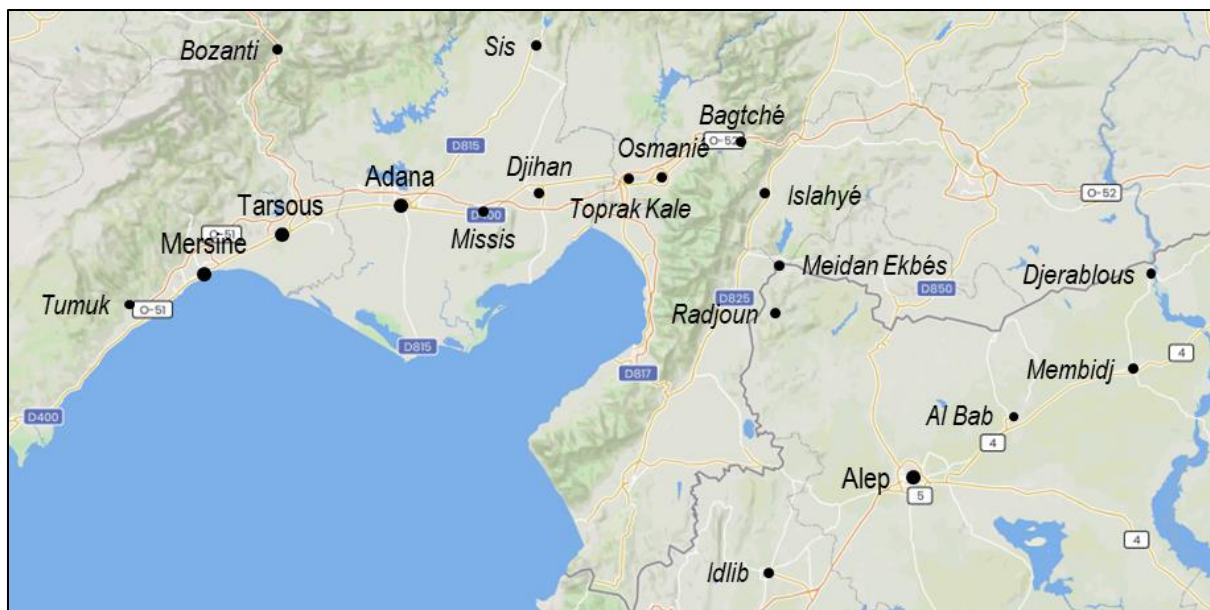 Bozanti
Sis
Bagtché
O-52
D815
Osmanié
Adana
Djihan
Islahyé
O-52
Tarsous
D400
Toprak Kale
O-51
Missis
Mersine
Meidan Ekbés
Djerablous
Tumuk
O-51
D825
D850
Radjoun
D815
4
D817
Membidj
D400
Al Bab
4
Alep
5
4
Idlib